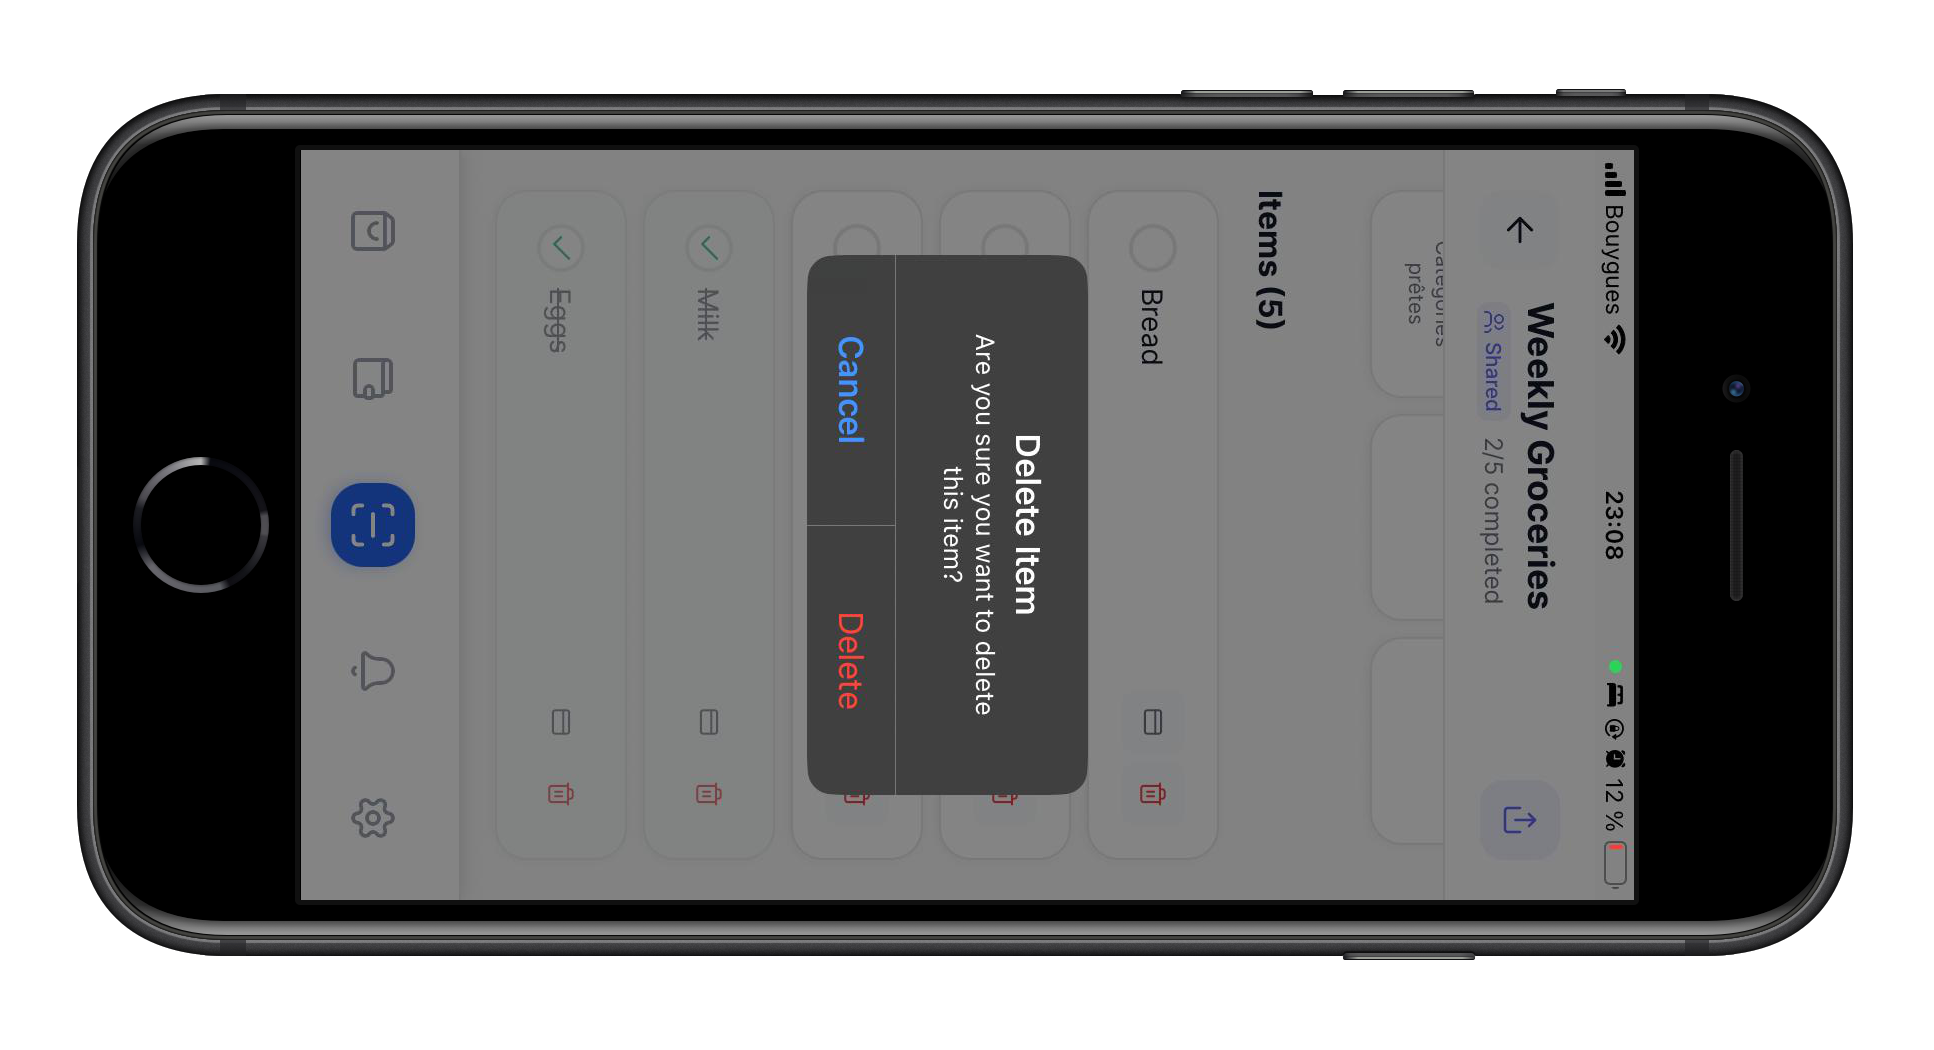 Bouygues 23:08 12 %
Weekly Groceries
Shared 2/5 completed
Catégories
prêtes
Items (5)
Bread
Delete Item
Are you sure you want to delete
this item?
Cancel Delete
Milk
Eggs